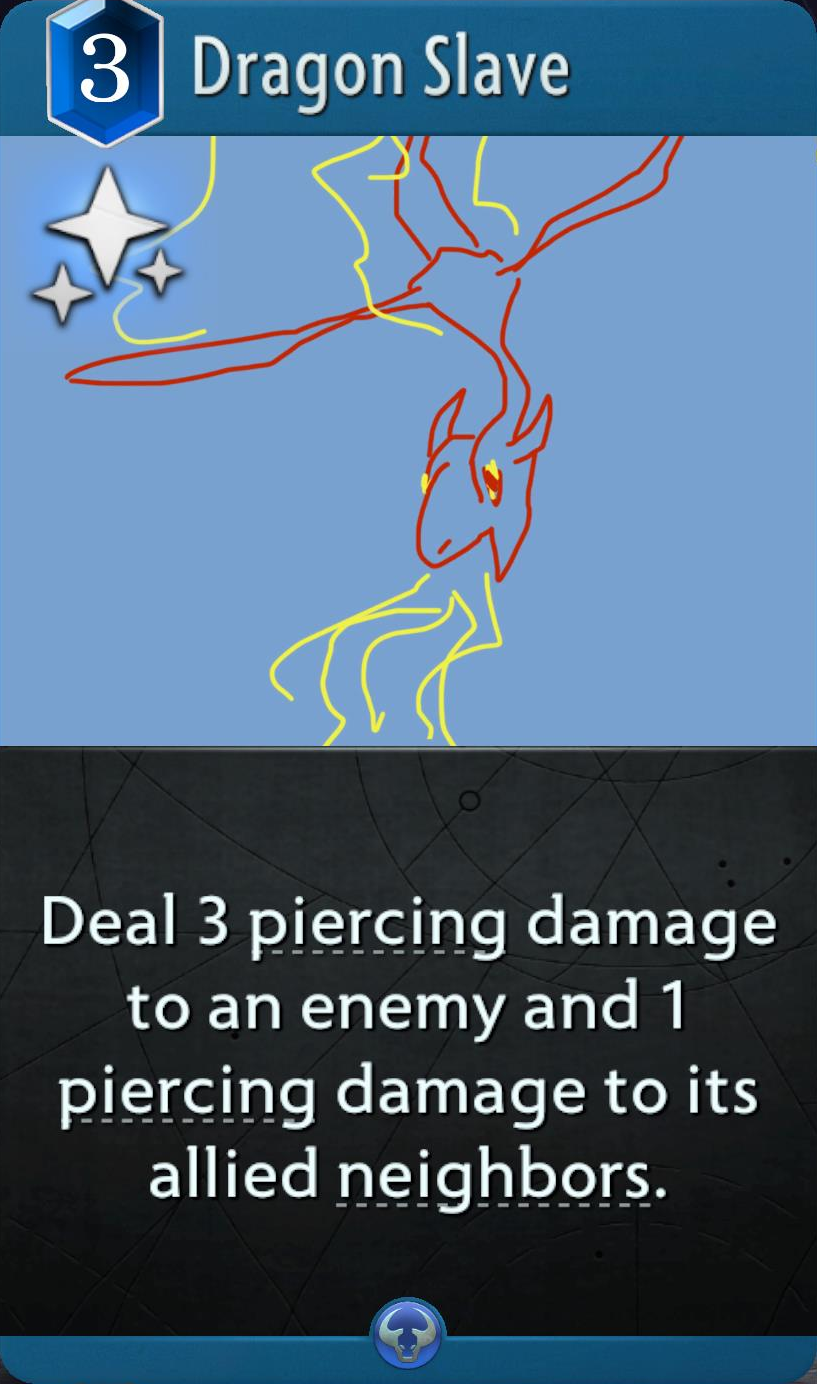 3
Dragon Slave
Deal 3 piercing damage
to an enemy and 1
piercing damage to its
allied neighbors.